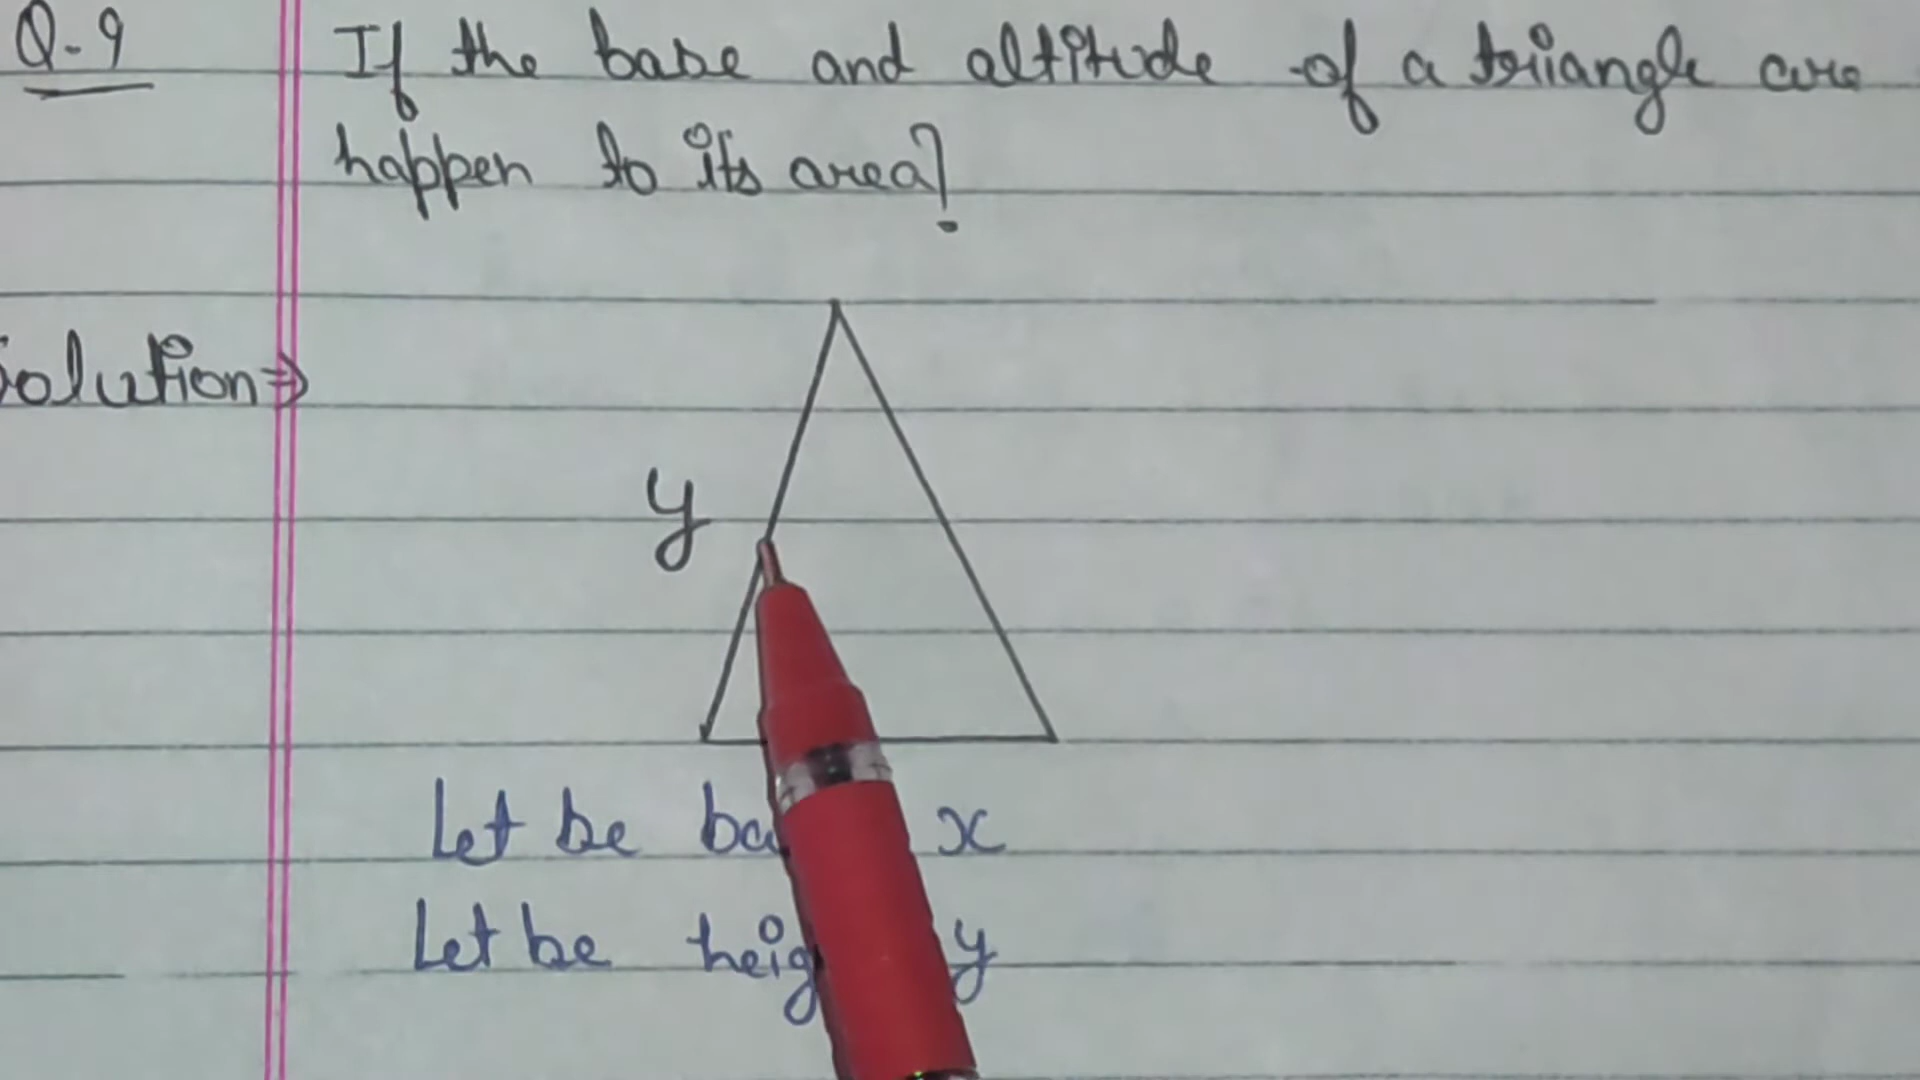 Q-9
If the base and altitude of a triangle are
happen to its area?
Solution⇒
y
Let be x
Let be y